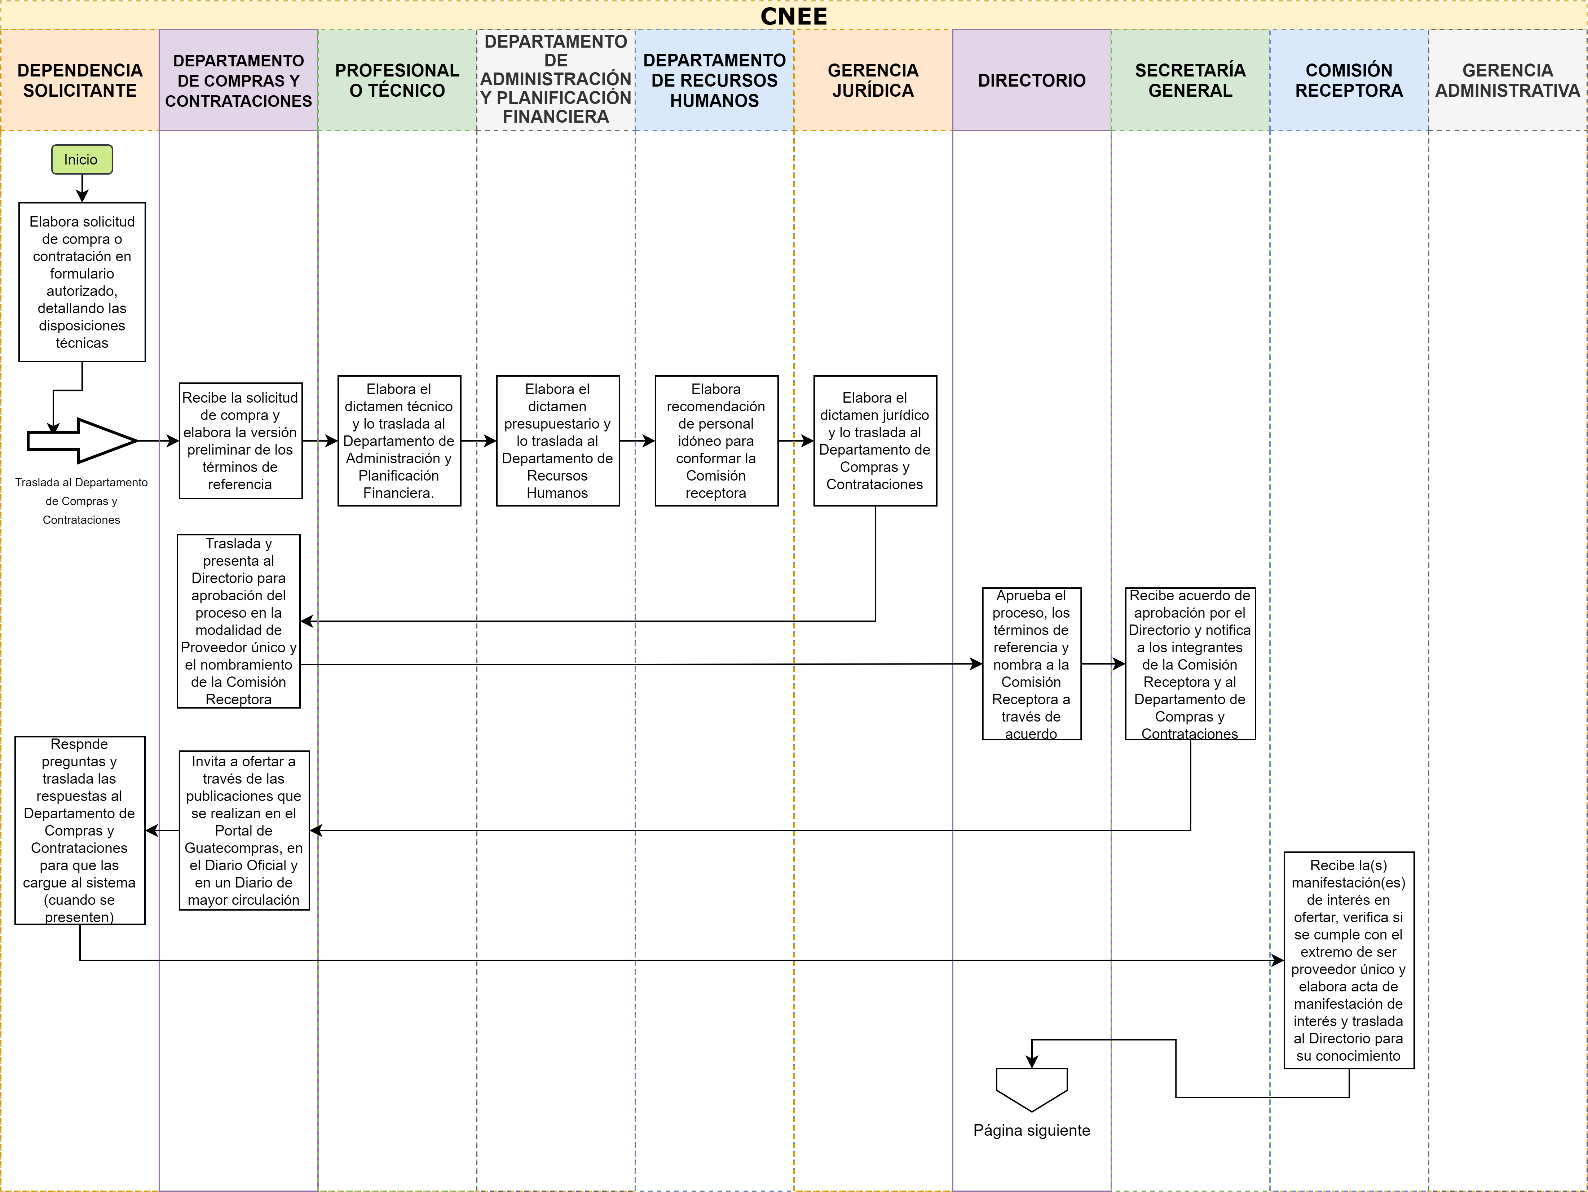 CNEE
DEPENDENCIA
SOLICITANTE
DEPARTAMENTO
DE COMPRAS Y
CONTRATACIONES
PROFESIONAL
O TÉCNICO
DEPARTAMENTO
DE
ADMINISTRACIÓN
Y PLANIFICACIÓN
FINANCIERA
DEPARTAMENTO
DE RECURSOS
HUMANOS
GERENCIA
JURÍDICA
DIRECTORIO
SECRETARÍA
GENERAL
COMISIÓN
RECEPTORA
GERENCIA
ADMINISTRATIVA
Inicio
Elabora solicitud
de compra o
contratación en
formulario
autorizado,
detallando las
disposiciones
técnicas
Traslada al Departamento
de Compras y
Contrataciones
Recibe la solicitud
de compra y
elabora la versión
preliminar de los
términos de
referencia
Elabora el
dictamen técnico
y lo traslada al
Departamento de
Administración y
Planificación
Financiera.
Elabora el
dictamen
presupuestario y
lo traslada al
Departamento de
Recursos
Humanos
Elabora
recomendación
de personal
idóneo para
conformar la
Comisión
receptora
Elabora el
dictamen jurídico
y lo traslada al
Departamento de
Compras y
Contrataciones
Traslada y
presenta al
Directorio para
aprobación del
proceso en la
modalidad de
Proveedor único y
el nombramiento
de la Comisión
Receptora
Aprueba el
proceso, los
términos de
referencia y
nombra a la
Comisión
Receptora a
través de
acuerdo
Recibe acuerdo de
aprobación por el
Directorio y notifica
a los integrantes
de la Comisión
Receptora y al
Departamento de
Compras y
Contrataciones
Respnde
preguntas y
traslada las
respuestas al
Departamento de
Compras y
Contrataciones
para que las
cargue al sistema
(cuando se
presenten)
Invita a ofertar a
través de las
publicaciones que
se realizan en el
Portal de
Guatecompras, en
el Diario Oficial y
en un Diario de
mayor circulación
Recibe la(s)
manifestación(es)
de interés en
ofertar, verifica si
se cumple con el
extremo de ser
proveedor único y
elabora acta de
manifestación de
interés y traslada
al Directorio para
su conocimiento
Página siguiente